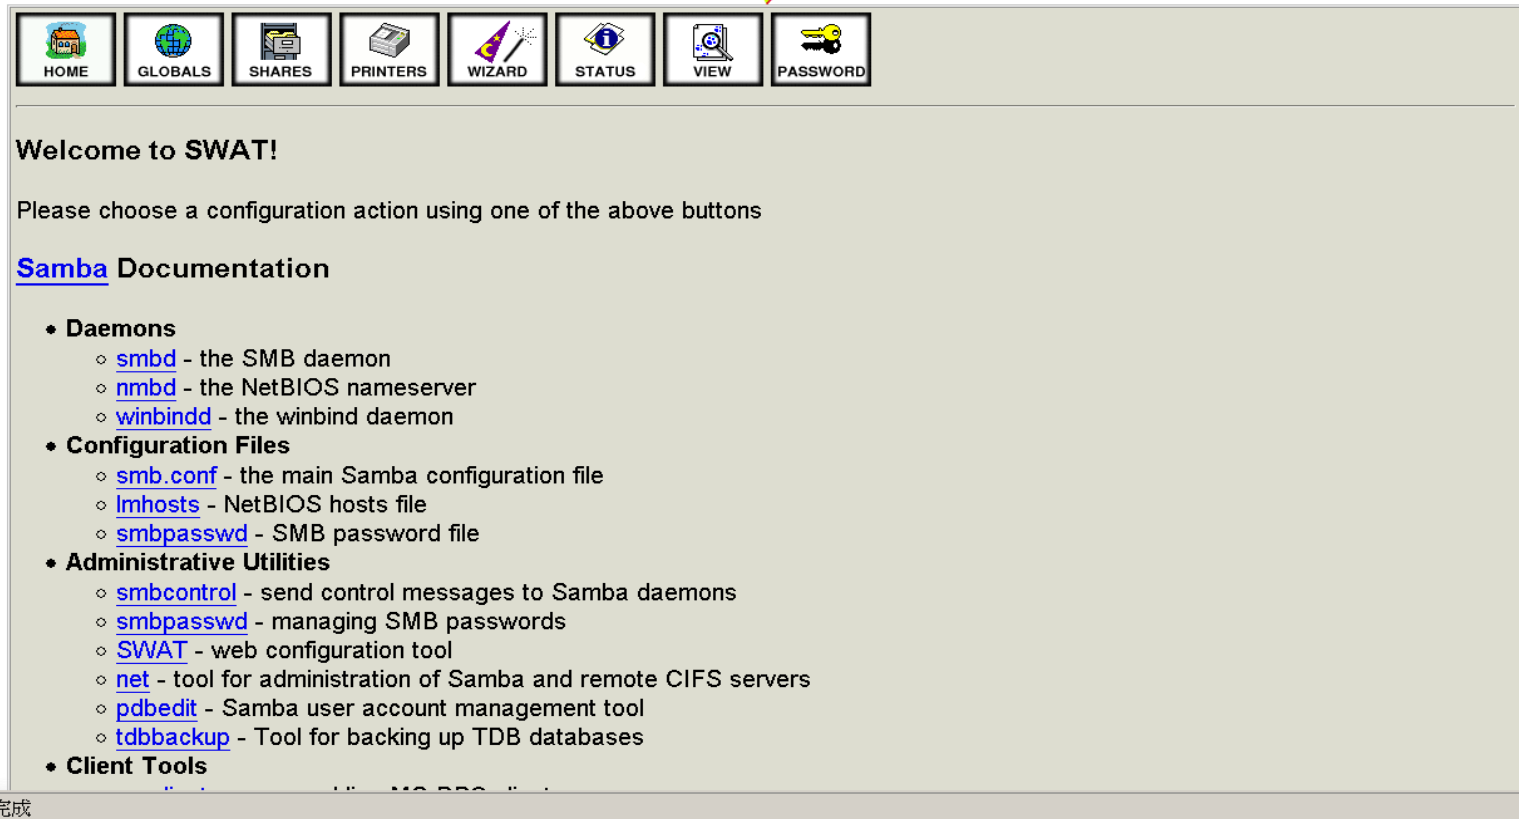 HOME GLOBALS SHARES PRINTERS WIZARD STATUS VIEW PASSWORD
Welcome to SWAT!
Please choose a configuration action using one of the above buttons
Samba Documentation
Daemons
smbd - the SMB daemon
nmbd - the NetBIOS nameserver
winbindd - the winbind daemon
Configuration Files
smb.conf - the main Samba configuration file
lmhosts - NetBIOS hosts file
smbpasswd - SMB password file
Administrative Utilities
smbcontrol - send control messages to Samba daemons
smbpasswd - managing SMB passwords
SWAT - web configuration tool
net - tool for administration of Samba and remote CIFS servers
pdbedit - Samba user account management tool
tdbbackup - Tool for backing up TDB databases
Client Tools
完成